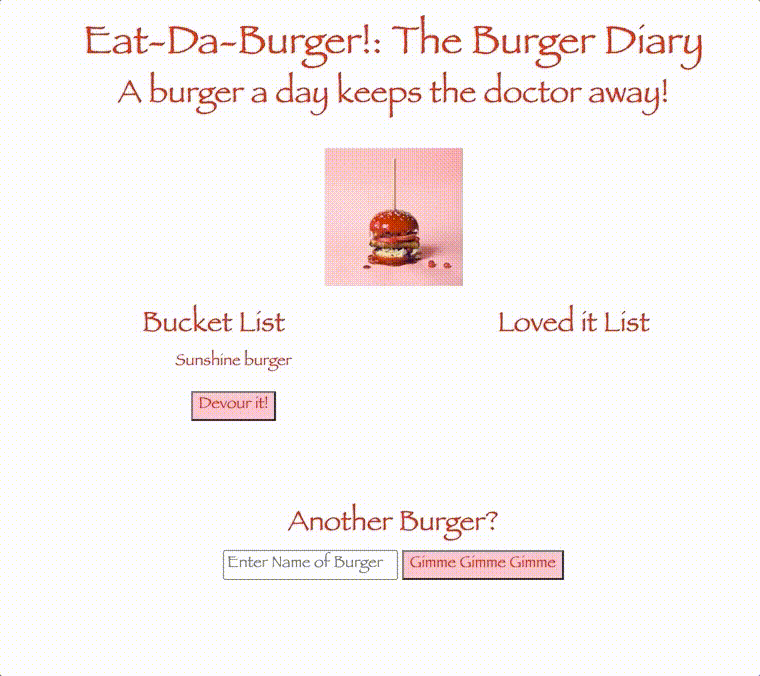 Eat-Da-Burger!: The Burger Diary
A burger a day keeps the doctor away!
Bucket List
Loved it List
Sunshine burger
Devour it!
Another Burger?
Enter Name of Burger
Gimme Gimme Gimme